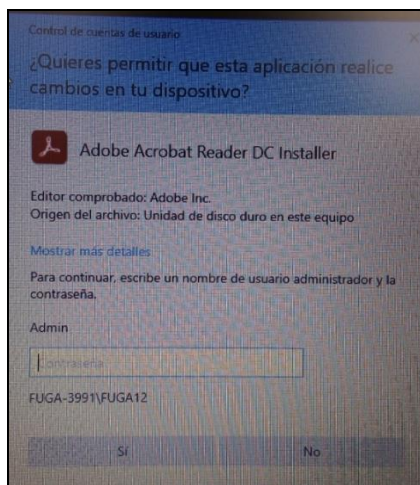 Control de cuentas de usuario
¿Quieres permitir que esta aplicación realice
cambios en tu dispositivo?
Adobe Acrobat Reader DC Installer
Editor comprobado: Adobe Inc.
Origen del archivo: Unidad de disco duro en este equipo
Mostrar más detalles
Para continuar, escribe un nombre de usuario administrador y la
contraseña.
Admin
Contraseña
FUGA-3991\FUGA12
Sí
No